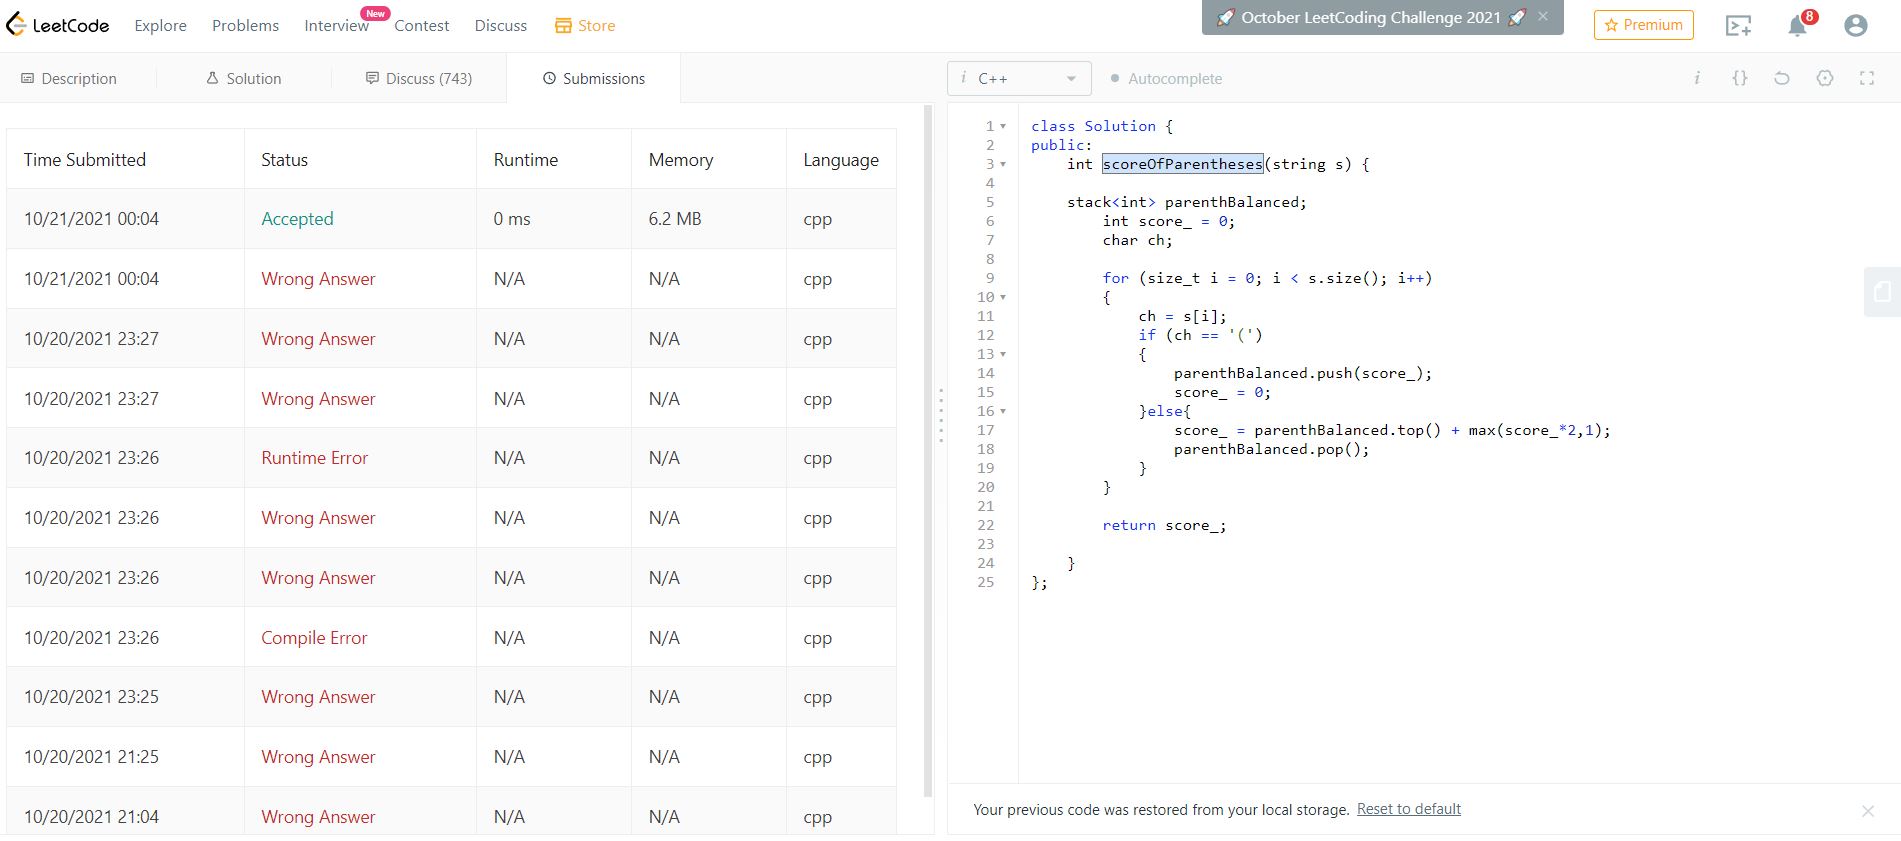 LeetCode Explore Problems Interview New Contest Discuss Store October LeetCoding Challenge 2021 Premium 8
Description Solution Discuss (743) Submissions
Time Submitted Status Runtime Memory Language
10/21/2021 00:04 Accepted 0 ms 6.2 MB cpp
10/21/2021 00:04 Wrong Answer N/A N/A cpp
10/20/2021 23:27 Wrong Answer N/A N/A cpp
10/20/2021 23:27 Wrong Answer N/A N/A cpp
10/20/2021 23:26 Runtime Error N/A N/A cpp
10/20/2021 23:26 Wrong Answer N/A N/A cpp
10/20/2021 23:26 Wrong Answer N/A N/A cpp
10/20/2021 23:26 Compile Error N/A N/A cpp
10/20/2021 23:25 Wrong Answer N/A N/A cpp
10/20/2021 21:25 Wrong Answer N/A N/A cpp
10/20/2021 21:04 Wrong Answer N/A N/A cpp
i C++ Autocomplete i {}
1 class Solution {
2 public:
3 int scoreOfParentheses(string s) {
4
5 stack<int> parenthBalanced;
6 int score_ = 0;
7 char ch;
8
9 for (size_t i = 0; i < s.size(); i++)
10 {
11 ch = s[i];
12 if (ch == '(')
13 {
14 parenthBalanced.push(score_);
15 score_ = 0;
16 }else{
17 score_ = parenthBalanced.top() + max(score_*2,1);
18 parenthBalanced.pop();
19 }
20 }
21
22 return score_;
23
24 }
25 };
Your previous code was restored from your local storage. Reset to default